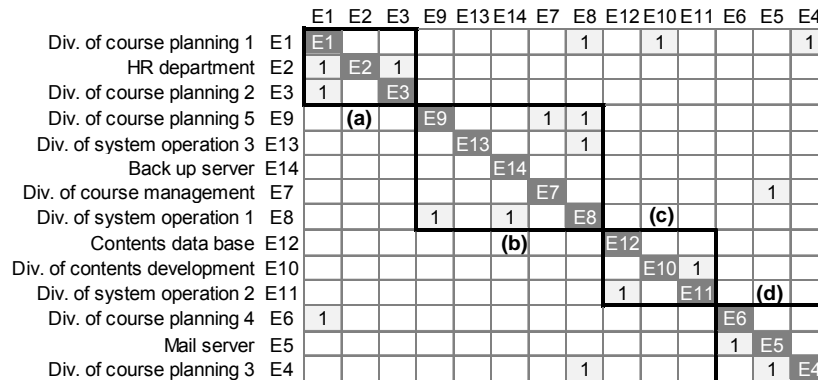 E1 E2 E3 E9 E13 E14 E7 E8 E12 E10 E11 E6 E5 E4
Div. of course planning 1 E1 E1 1 1 1
HR department E2 1 E2 1
Div. of course planning 2 E3 1 E3
Div. of course planning 5 E9 (a) E9 1 1
Div. of system operation 3 E13 E13 1
Back up server E14 E14
Div. of course management E7 E7 1
Div. of system operation 1 E8 1 1 E8 (c)
Contents data base E12 (b) E12
Div. of contents development E10 E10 1
Div. of system operation 2 E11 1 E11 (d)
Div. of course planning 4 E6 1 E6
Mail server E5 1 E5
Div. of course planning 3 E4 1 1 E4